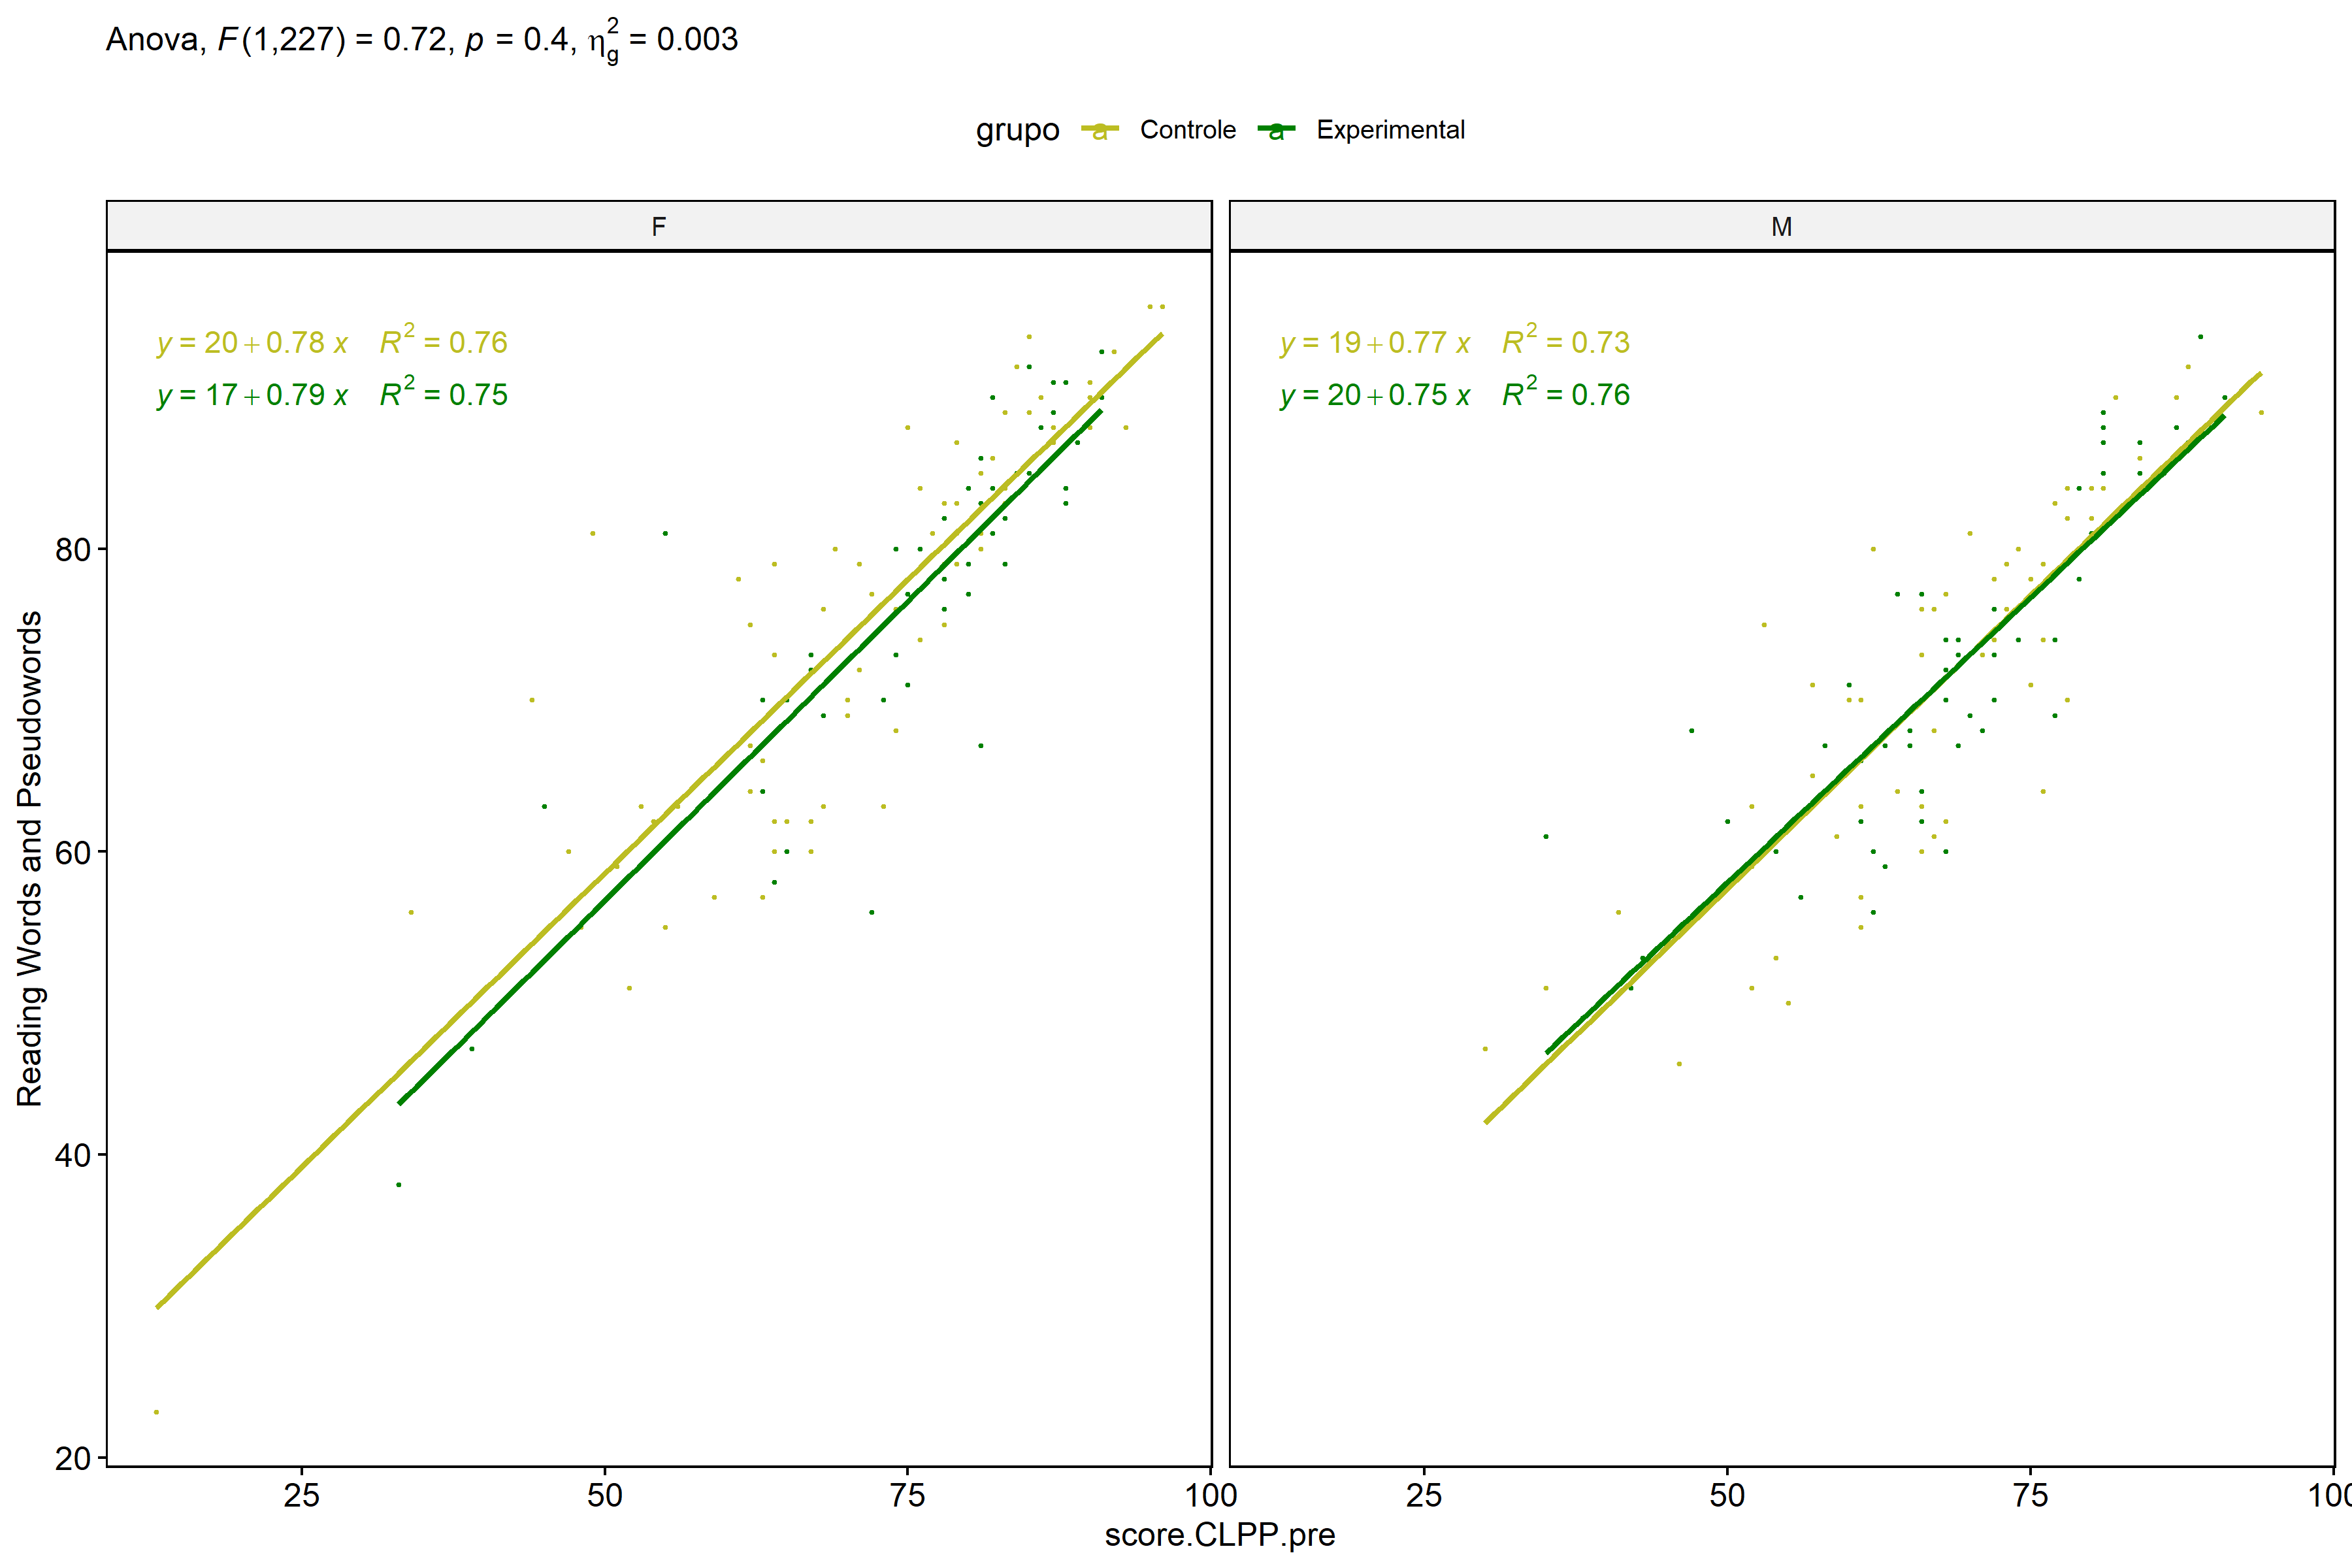 Anova, F(1,227) = 0.72, p = 0.4, η²g = 0.003
grupo a Controle a Experimental
F
M
y = 20 + 0.78 x R² = 0.76
y = 17 + 0.79 x R² = 0.75
y = 19 + 0.77 x R² = 0.73
y = 20 + 0.75 x R² = 0.76
Reading Words and Pseudowords
80
60
40
20
25 50 75 100
25 50 75 100
score.CLPP.pre